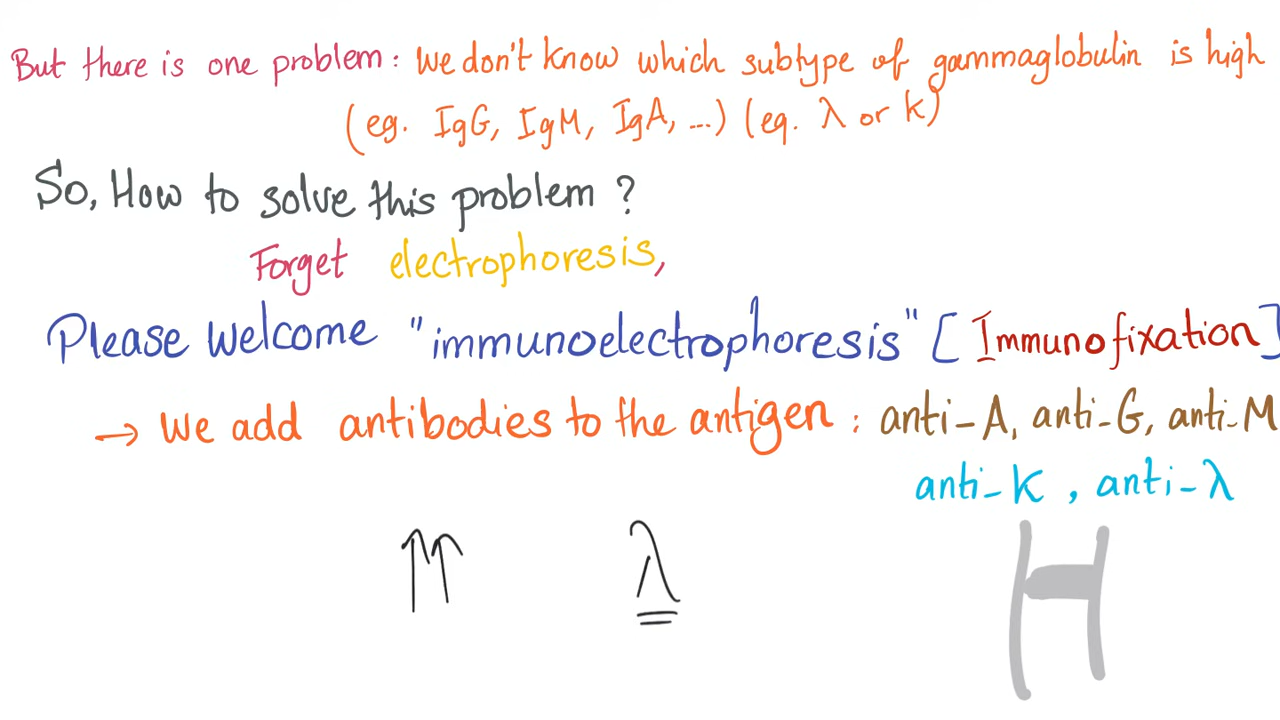 But there is one problem: We don't know which subtype of gammaglobulin is high
(eg. IgG, IgM, IgA, ...) (eq. λ or k)
So, How to solve this problem ?
Forget electrophoresis,
Please Welcome "immunoelectrophoresis" [Immunofixation]
→ We add antibodies to the antigen : anti-A, anti-G, anti-M
anti-K , anti-λ
↑↑ λ